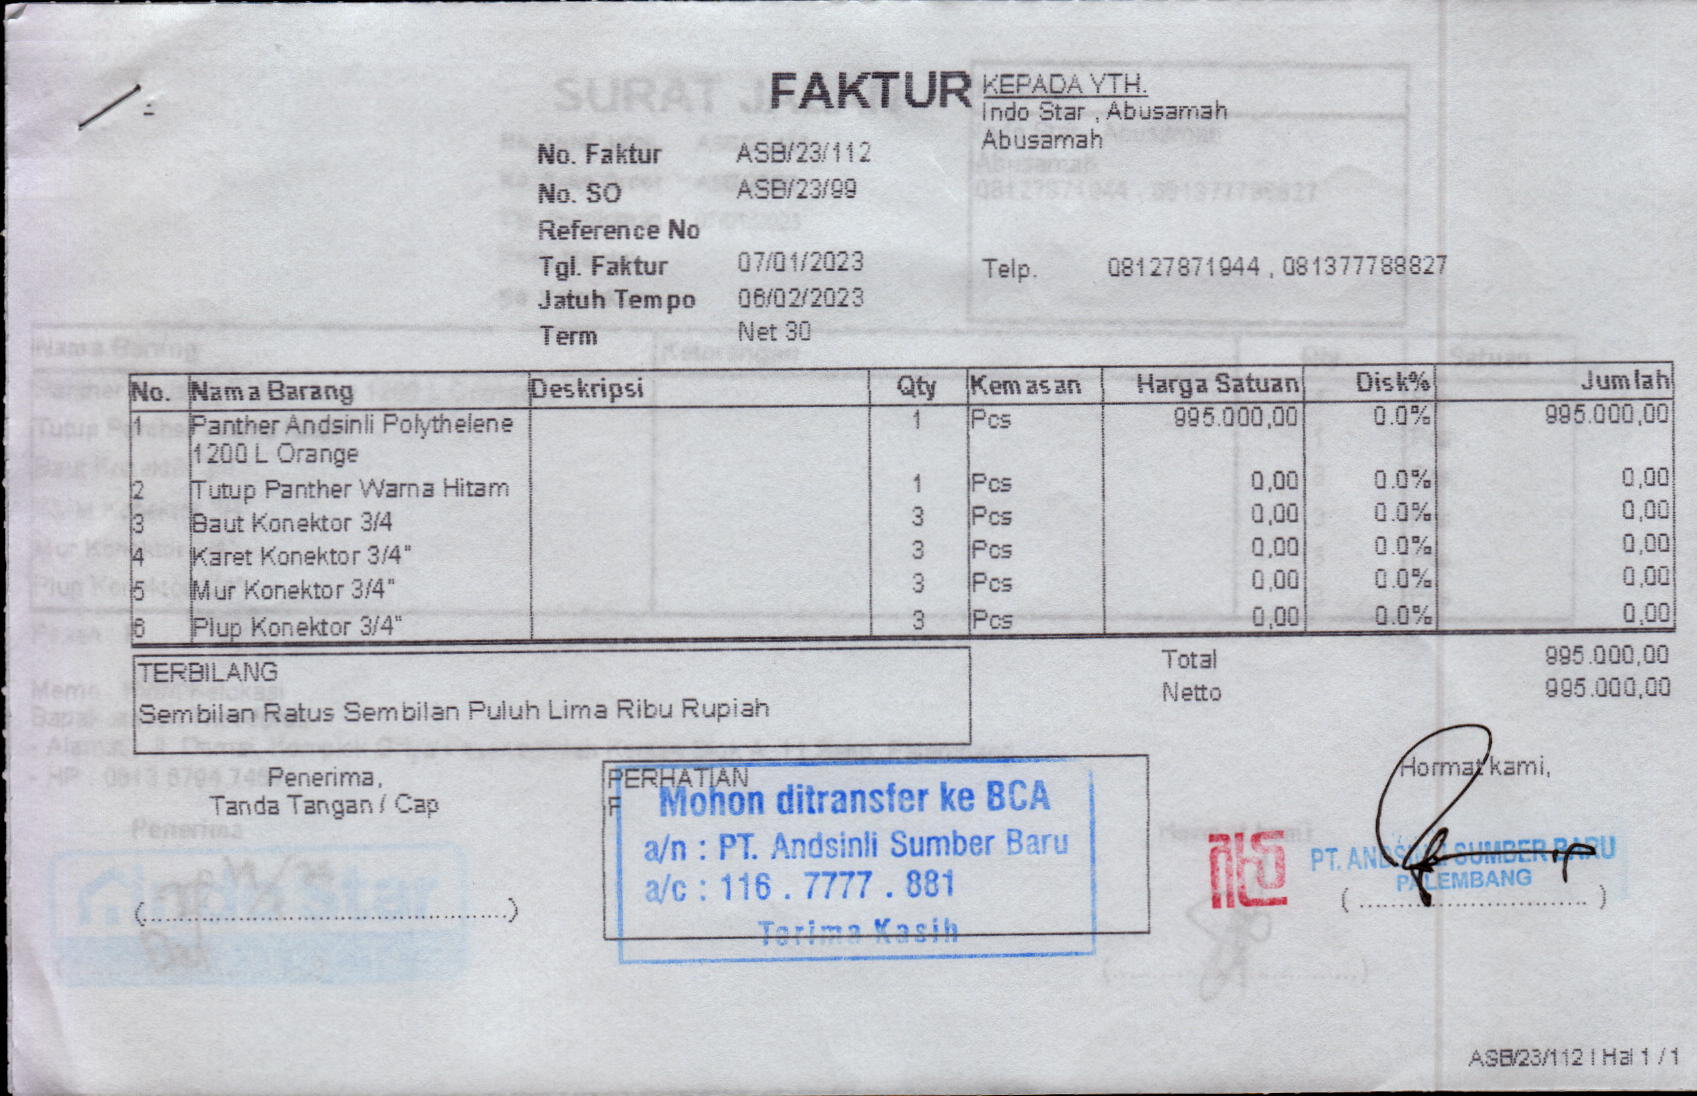 FAKTUR
KEPADA YTH.
Indo Star , Abusamah
Abusamah
No. Faktur ASB/23/112
No. SO ASB/23/99
Reference No
Tgl. Faktur 07/01/2023
Telp. 08127871944 , 081377788827
Jatuh Tempo 06/02/2023
Term Net 30
No. Nama Barang Deskripsi Qty Kemasan Harga Satuan Disk% Jumlah
1 Panther Andsinli Polythelene 1 Pcs 995.000,00 0.0% 995.000,00
1200 L Orange
2 Tutup Panther Warna Hitam 1 Pcs 0,00 0.0% 0,00
3 Baut Konektor 3/4 3 Pcs 0,00 0.0% 0,00
4 Karet Konektor 3/4" 3 Pcs 0,00 0.0% 0,00
5 Mur Konektor 3/4" 3 Pcs 0,00 0.0% 0,00
6 Plup Konektor 3/4" 3 Pcs 0,00 0.0% 0,00
TERBILANG
Sembilan Ratus Sembilan Puluh Lima Ribu Rupiah
Total 995.000,00
Netto 995.000,00
Penerima,
Tanda Tangan / Cap
PERHATIAN
Mohon ditransfer ke BCA
a/n : PT. Andsinli Sumber Baru
a/c : 116 . 7777 . 881
Terima Kasih
Hormat kami,
PT. ANDSINLI SUMBER BARU
PALEMBANG
ASB/23/112 | Hal 1 / 1